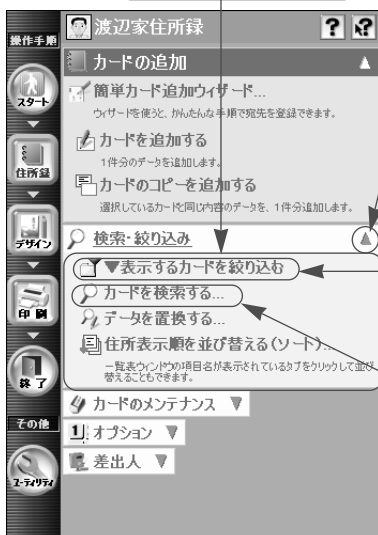 操作手順
スタート
住所録
デザイン
印刷
終了
その他
ユーティリティ
渡辺家住所録
カードの追加
簡単カード追加ウィザード...
ウィザードを使うと、かんたんな手順で宛先を登録できます。
カードを追加する
1件分のデータを追加します。
カードのコピーを追加する
選択しているカードと同じ内容のデータを、1件分追加します。
検索・絞り込み
▼表示するカードを絞り込む
カードを検索する...
データを置換する...
住所表示順を並び替える(ソート)...
一覧表ウィンドウの項目名が表示されているタブをクリックして並び
替えることもできます。
カードのメンテナンス ▼
オプション ▼
差出人 ▼